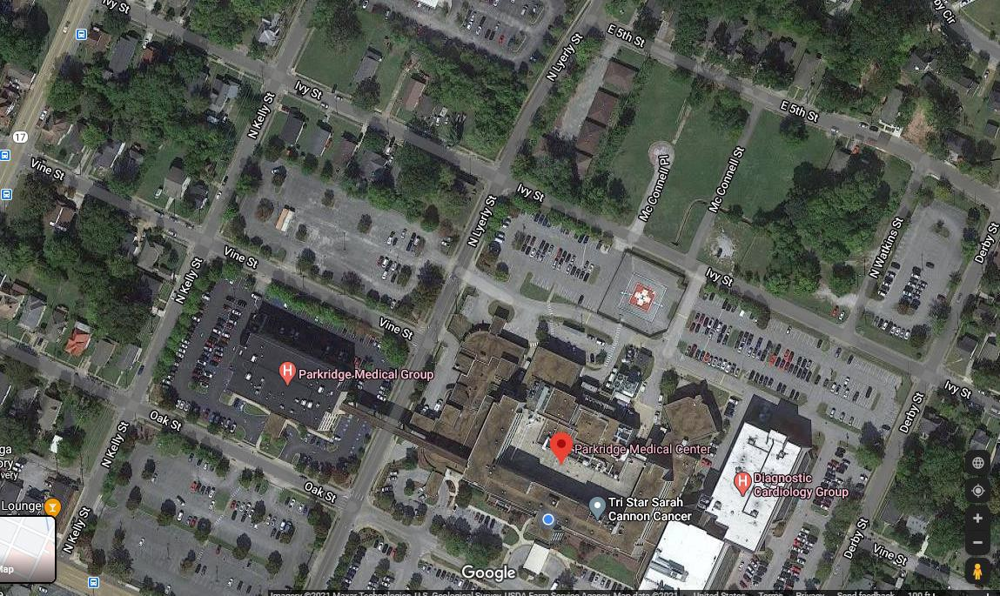 Ivy St
by Cir
E 5th St
N Lyerly St
Ivy St
E 5th St
N Kelly St
17
Vine St
Mc Connell Pl
Mc Connell St
Ivy St
N Lyerly St
N Watkins St
Derby St
Vine St
N Kelly St
Ivy St
Vine St
Parkridge Medical Group
Ivy St
Derby St
Oak St
N Kelly St
Parkridge Medical Center
ga
ory
very
Diagnostic
Cardiology Group
Oak St
Lounge
Tri Star Sarah
Cannon Cancer
N Kelly St
Derby St
Vine St
Map
Google
Imagery ©2021 Maxar Technologies, U.S. Geological Survey, USDA Farm Service Agency, Map data ©2021
United States
Terms
Privacy
Send feedback
100 ft